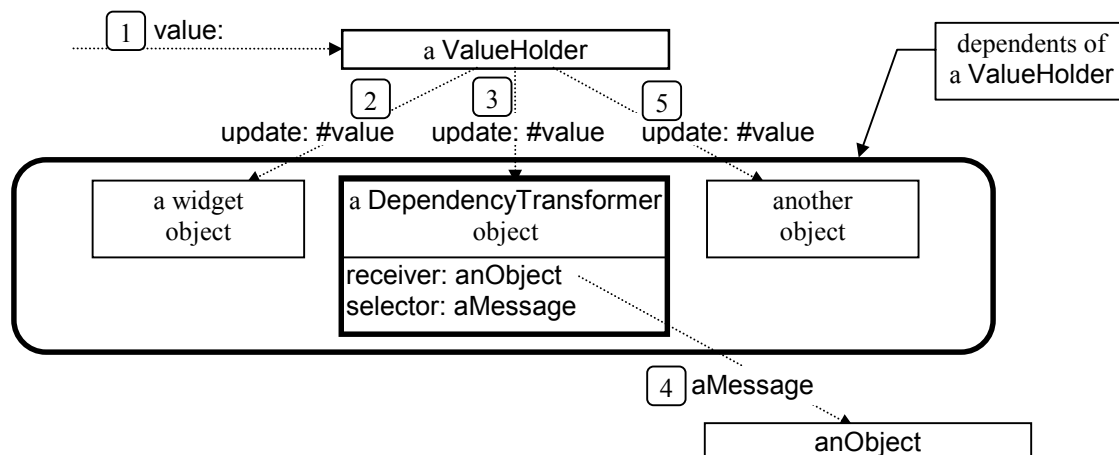 1 value:
a ValueHolder
dependents of
a ValueHolder
2 3 5
update: #value update: #value update: #value
a widget
object
a DependencyTransformer
object
another
object
receiver: anObject
selector: aMessage
4 aMessage
anObject